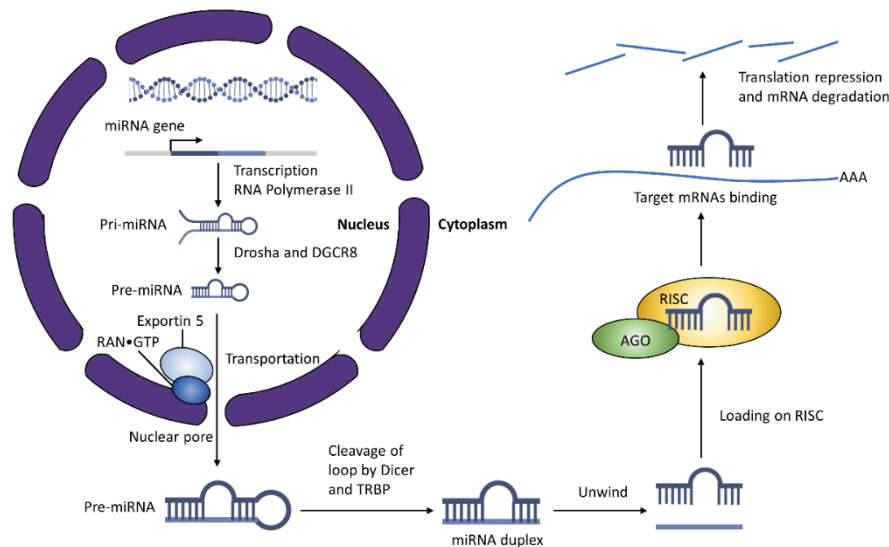 miRNA gene
Transcription
RNA Polymerase II
Pri-miRNA
Nucleus
Cytoplasm
Drosha and DGCR8
Pre-miRNA
Exportin 5
RAN•GTP
Transportation
Nuclear pore
Pre-miRNA
Cleavage of
loop by Dicer
and TRBP
miRNA duplex
Unwind
Loading on RISC
RISC
AGO
Target mRNAs binding
AAA
Translation repression
and mRNA degradation